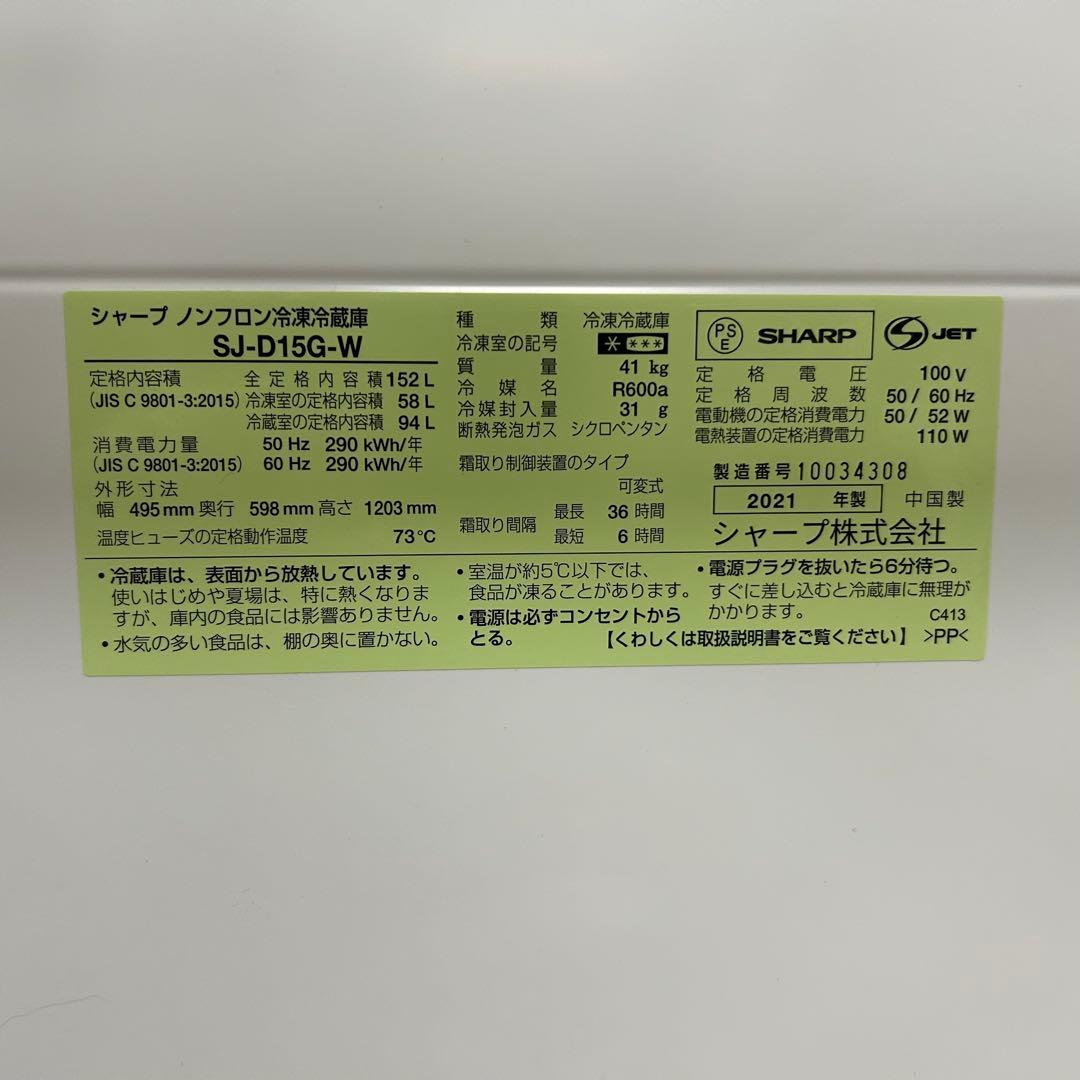 シャープ ノンフロン冷凍冷蔵庫
SJ-D15G-W
定格内容積 全定格内容積 152 L
(JIS C 9801-3:2015) 冷凍室の定格内容積 58 L
冷蔵室の定格内容積 94 L
消費電力量 50 Hz 290 kWh/年
(JIS C 9801-3:2015) 60 Hz 290 kWh/年
外形寸法
幅 495 mm 奥行 598 mm 高さ 1203 mm
温度ヒューズの定格動作温度 73℃
種類 冷凍冷蔵庫
冷凍室の記号 * ***
質量 41 kg
冷媒名 R600a
冷媒封入量 31 g
断熱発泡ガス シクロペンタン
霜取り制御装置のタイプ
可変式
霜取り間隔 最長 36 時間
最短 6 時間
PS E SHARP JET
定格電圧 100 V
定格周波数 50 / 60 Hz
電動機の定格消費電力 50 / 52 W
電熱装置の定格消費電力 110 W
製造番号 10034308
2021 年製 中国製
シャープ株式会社
・冷蔵庫は、表面から放熱しています。
使いはじめや夏場は、特に熱くなりま
すが、庫内の食品には影響ありません。
・水気の多い食品は、棚の奥に置かない。
・室温が約5℃以下では、
食品が凍ることがあります。
・電源は必ずコンセントから
とる。
・電源プラグを抜いたら6分待つ。
すぐに差し込むと冷蔵庫に無理が
かかります。 C413
【くわしくは取扱説明書をご覧ください】 >PP<